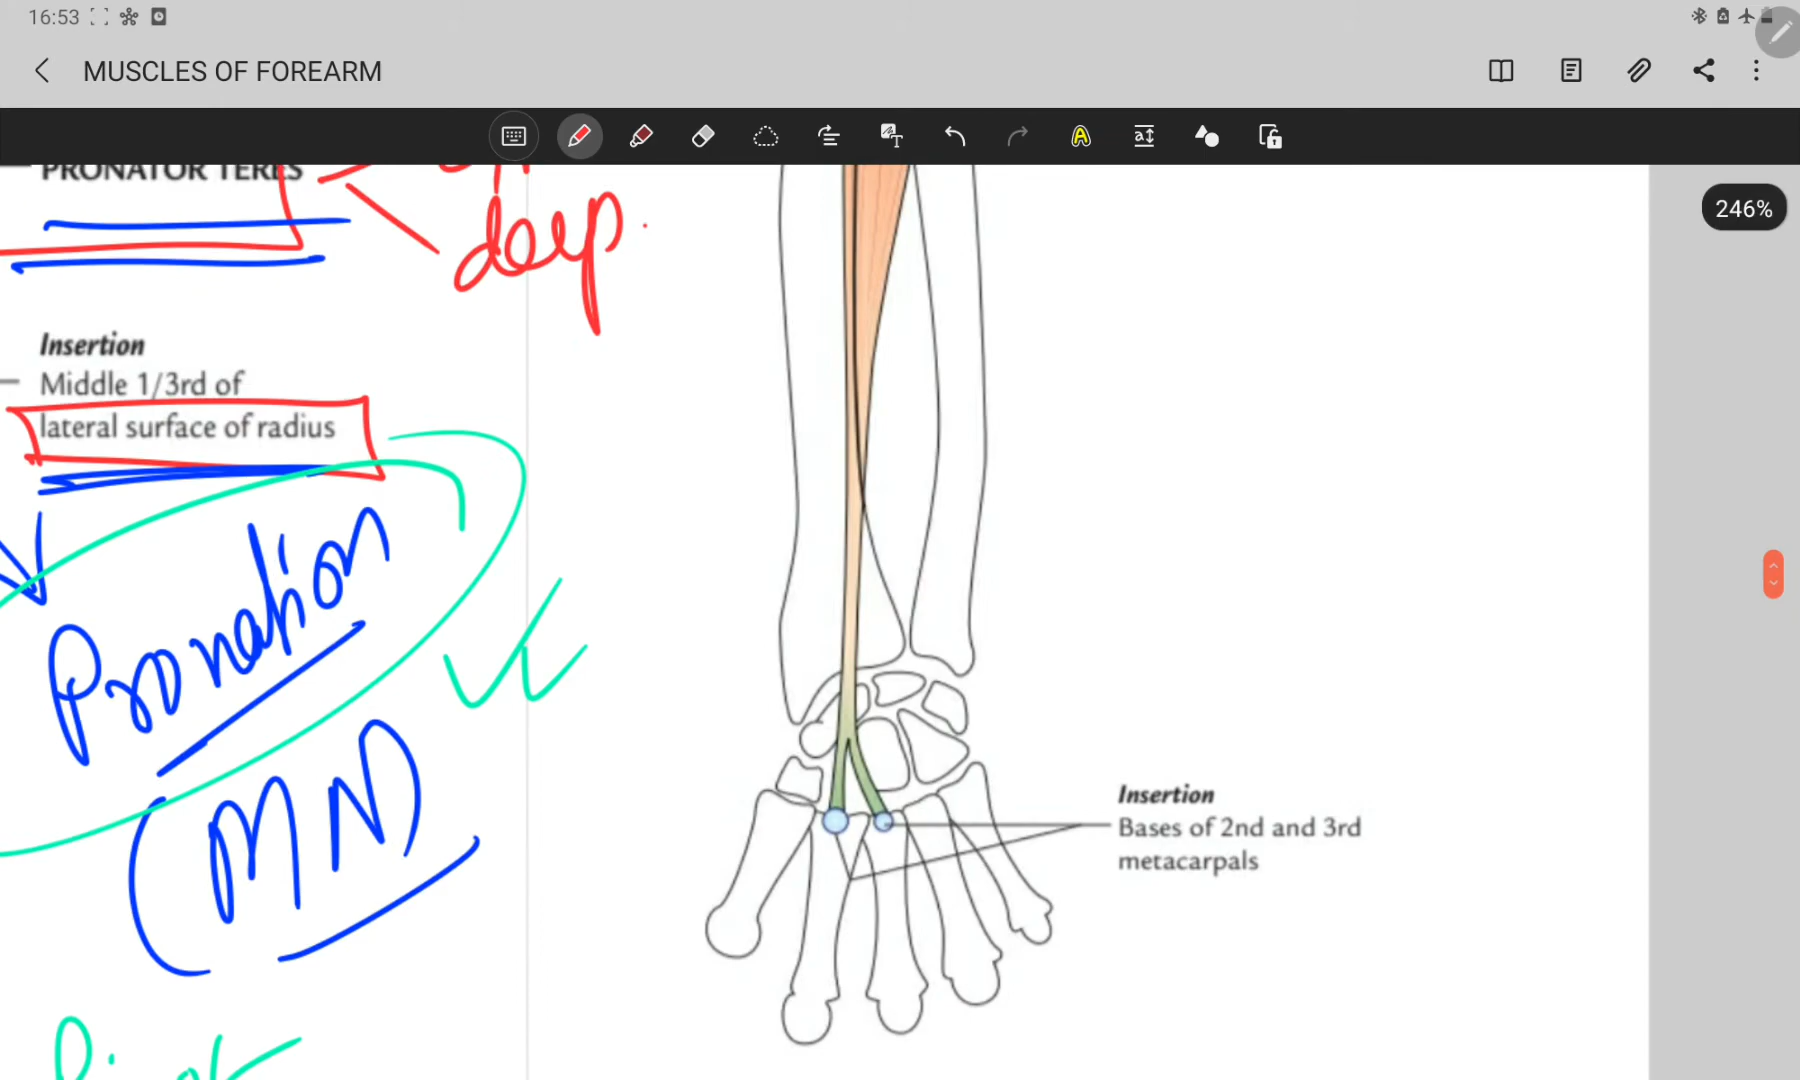 16:53
MUSCLES OF FOREARM
246%
PRONATOR TERES
deep.
Insertion
Middle 1/3rd of
lateral surface of radius
Pronation
(MN)
Insertion
Bases of 2nd and 3rd
metacarpals